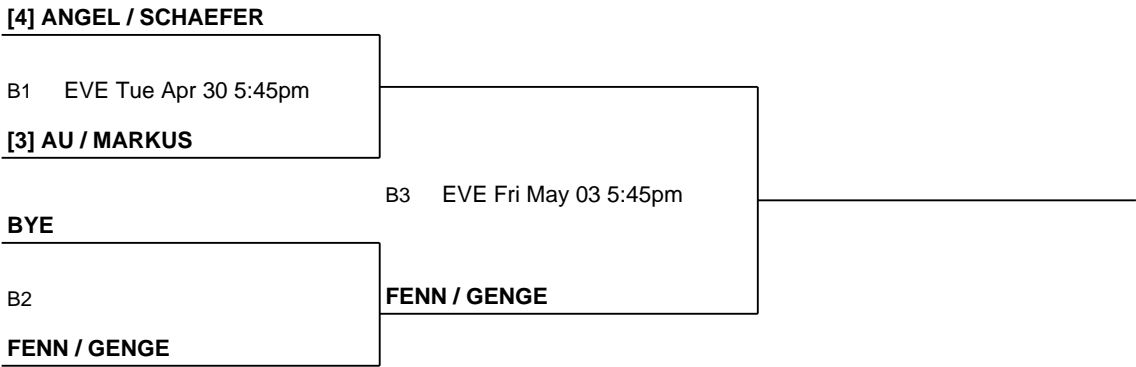 [4] ANGEL / SCHAEFER
B1 EVE Tue Apr 30 5:45pm
[3] AU / MARKUS
B3 EVE Fri May 03 5:45pm
BYE
B2
FENN / GENGE
FENN / GENGE